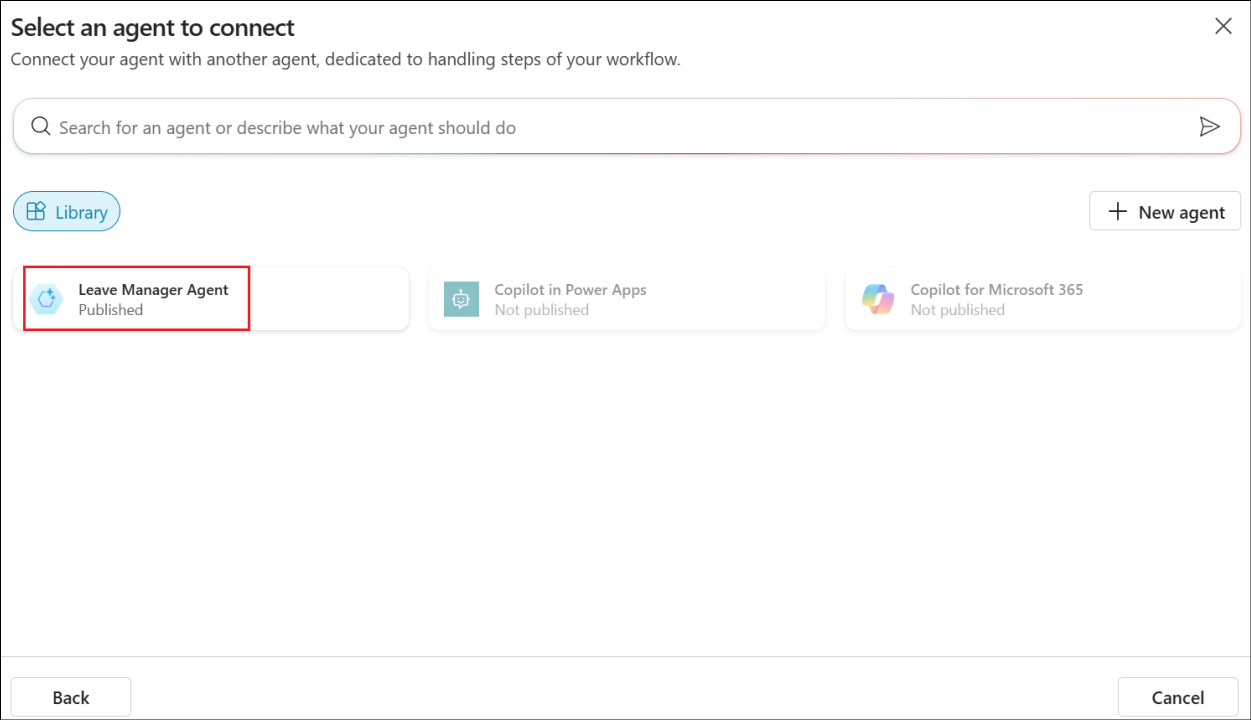 Select an agent to connect
Connect your agent with another agent, dedicated to handling steps of your workflow.
Search for an agent or describe what your agent should do
Library
New agent
Leave Manager Agent
Published
Copilot in Power Apps
Not published
Copilot for Microsoft 365
Not published
Back
Cancel